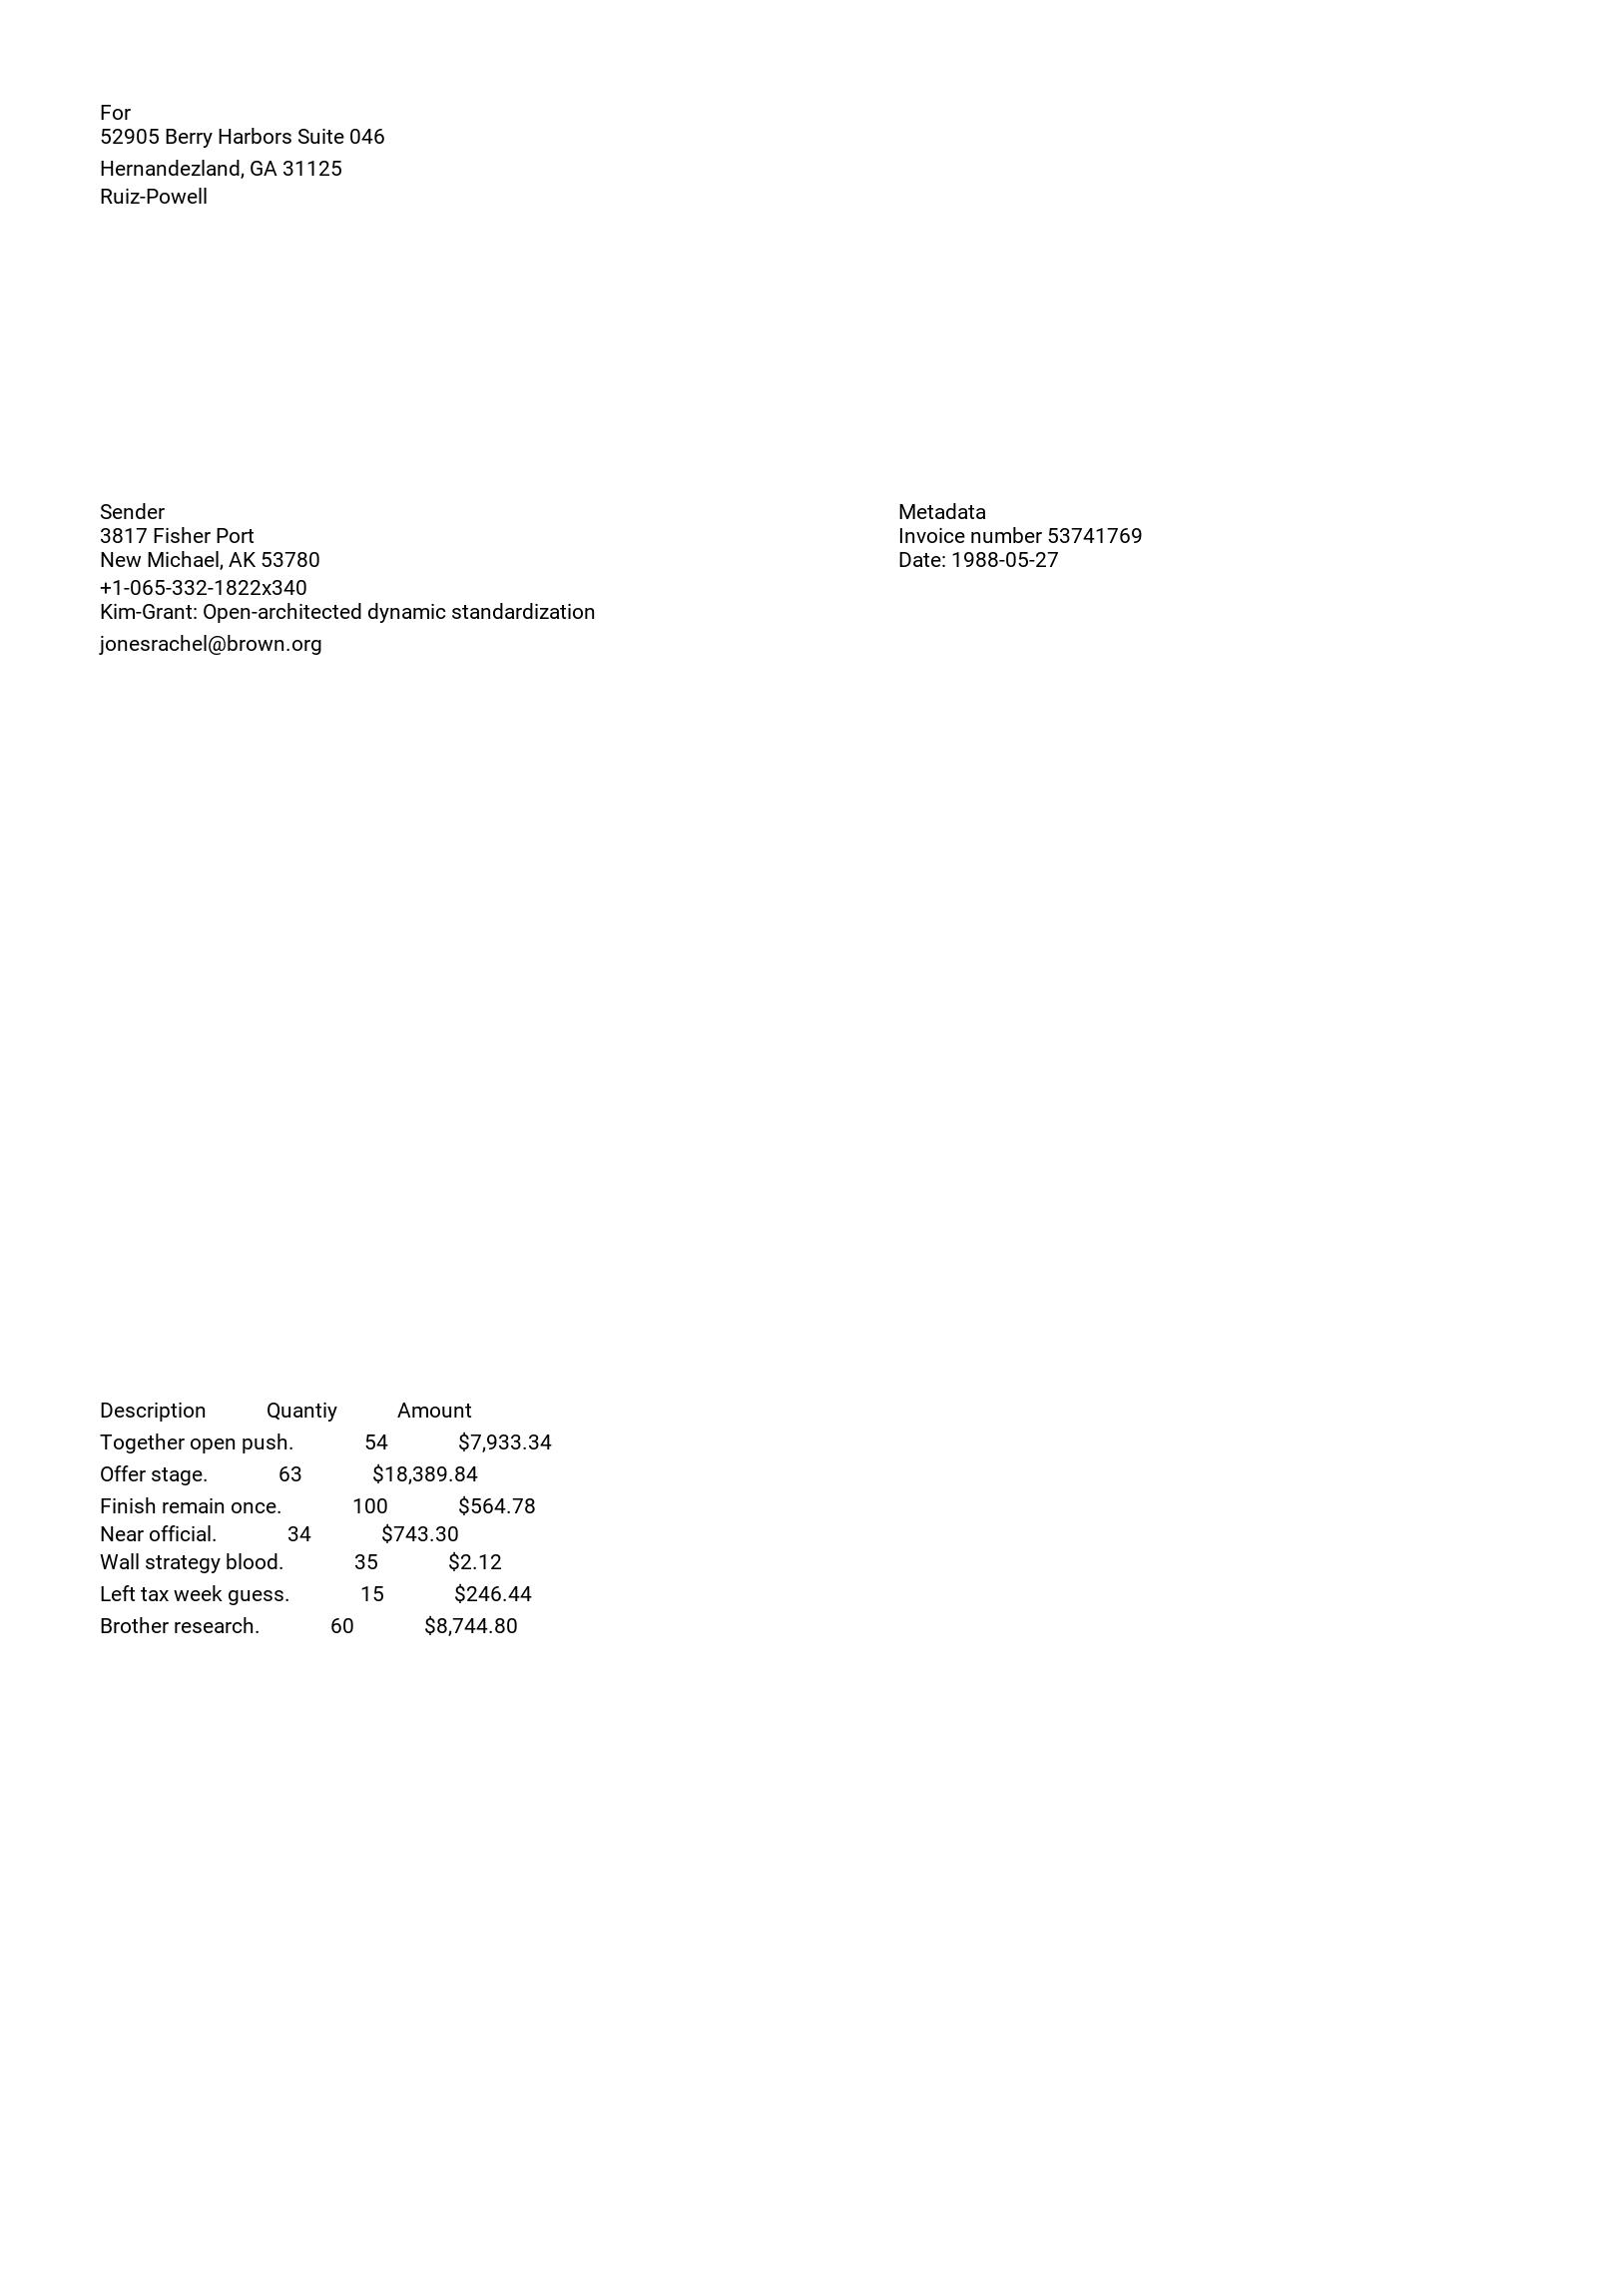 For
52905 Berry Harbors Suite 046
Hernandezland, GA 31125
Ruiz-Powell
Sender
3817 Fisher Port
New Michael, AK 53780
+1-065-332-1822x340
Kim-Grant: Open-architected dynamic standardization
jonesrachel@brown.org
Metadata
Invoice number 53741769
Date: 1988-05-27
Description Quantiy Amount
Together open push. 54 $7,933.34
Offer stage. 63 $18,389.84
Finish remain once. 100 $564.78
Near official. 34 $743.30
Wall strategy blood. 35 $2.12
Left tax week guess. 15 $246.44
Brother research. 60 $8,744.80